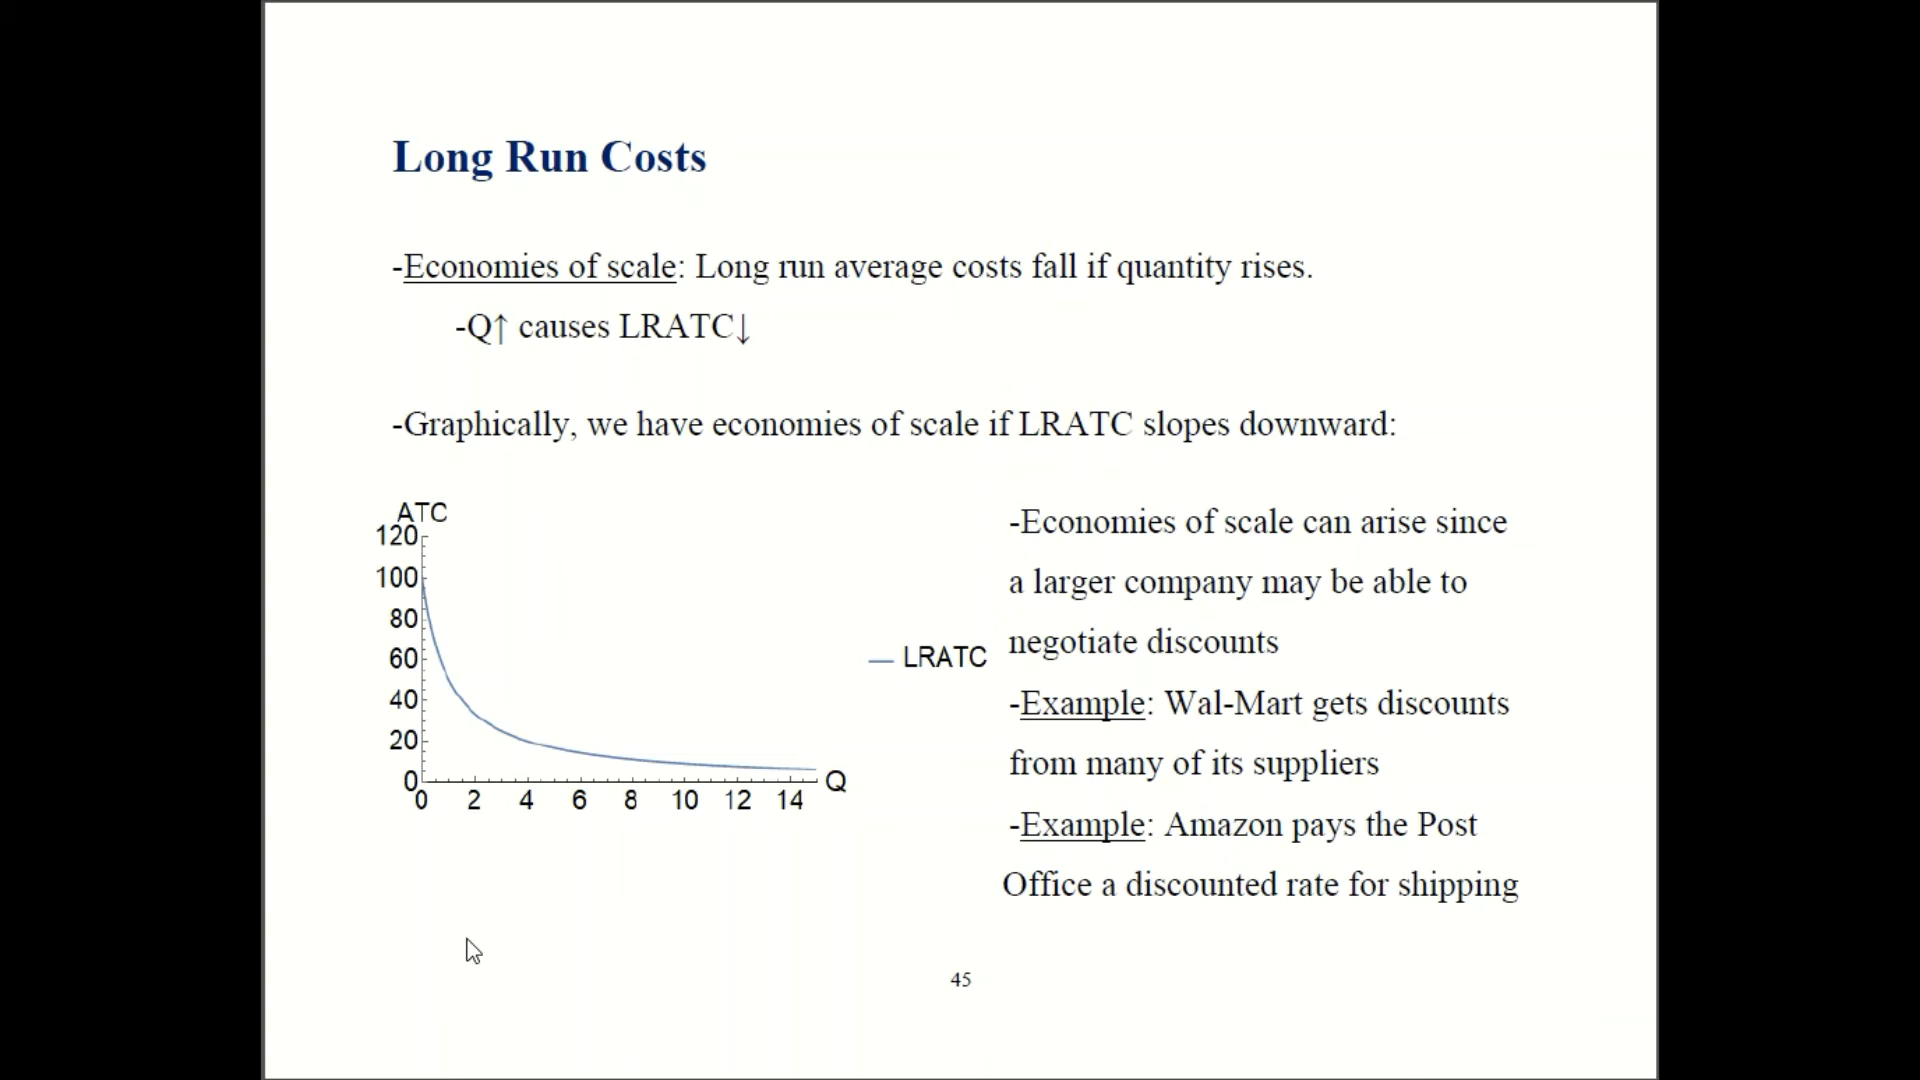 Long Run Costs
-Economies of scale: Long run average costs fall if quantity rises.
-Q↑ causes LRATC↓
-Graphically, we have economies of scale if LRATC slopes downward:
ATC
120
100
80
60
40
20
0
0 2 4 6 8 10 12 14
Q
LRATC
-Economies of scale can arise since
a larger company may be able to
negotiate discounts
-Example: Wal-Mart gets discounts
from many of its suppliers
-Example: Amazon pays the Post
Office a discounted rate for shipping
45